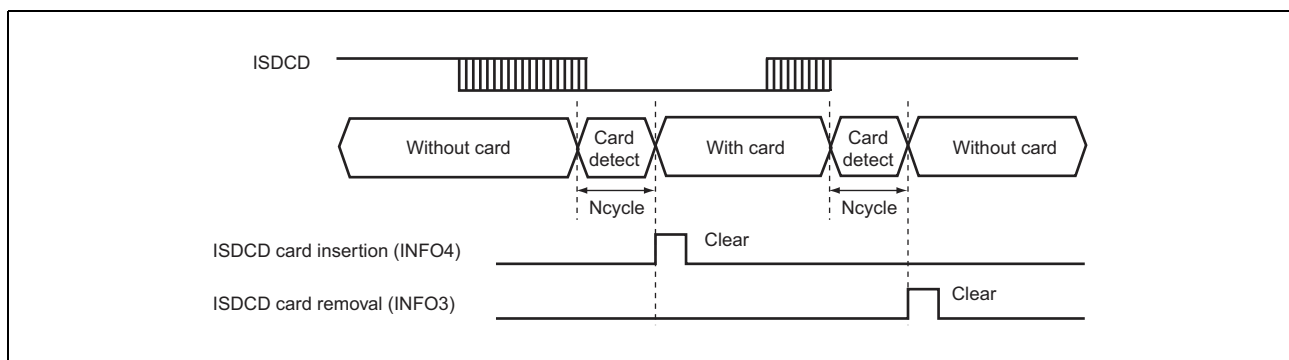 ISDCD
Without card
Card
detect
With card
Card
detect
Without card
Ncycle
Ncycle
ISDCD card insertion (INFO4)
Clear
ISDCD card removal (INFO3)
Clear